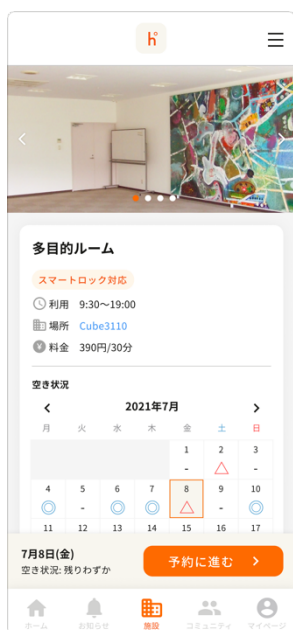 h
多目的ルーム
スマートロック対応
利用 9:30〜19:00
場所 Cube3110
¥ 料金 390円/30分
空き状況
2021年7月
月 火 水 木 金 土 日
1 2 3
- △ -
4 5 6 7 8 9 10
◎ - ◎ ◎ △ - ◎
11 12 13 14 15 16 17
7月8日(金)
空き状況: 残りわずか
予約に進む
ホーム お知らせ 施設 コミュニティ マイページ